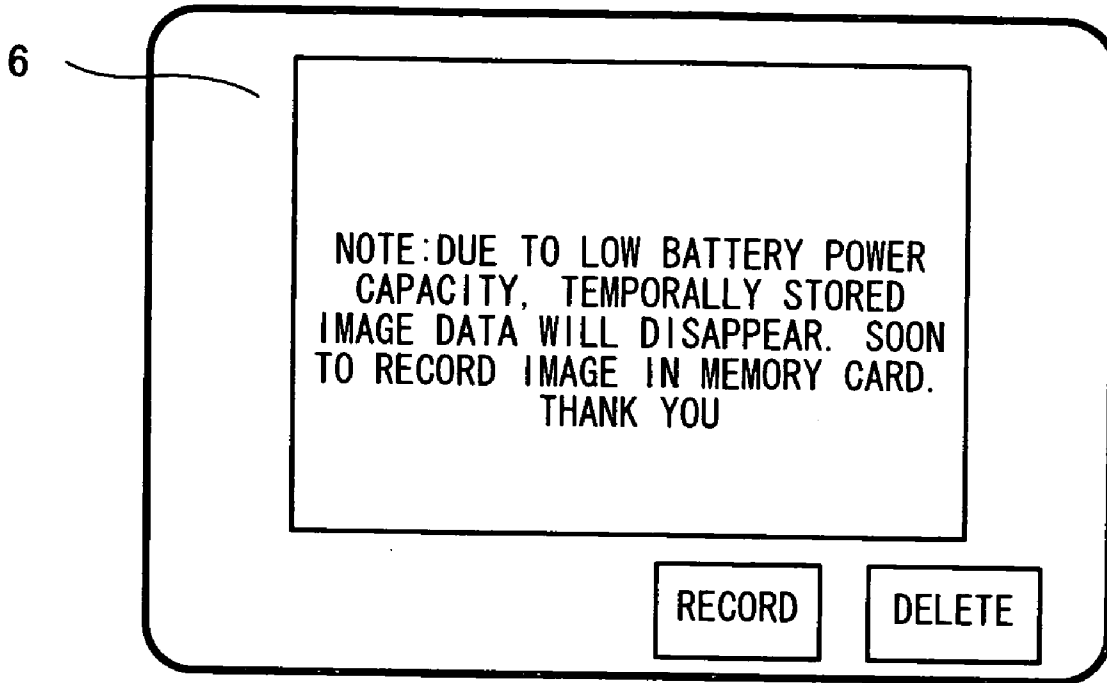 6
NOTE:DUE TO LOW BATTERY POWER
CAPACITY, TEMPORALLY STORED
IMAGE DATA WILL DISAPPEAR. SOON
TO RECORD IMAGE IN MEMORY CARD.
THANK YOU
RECORD DELETE